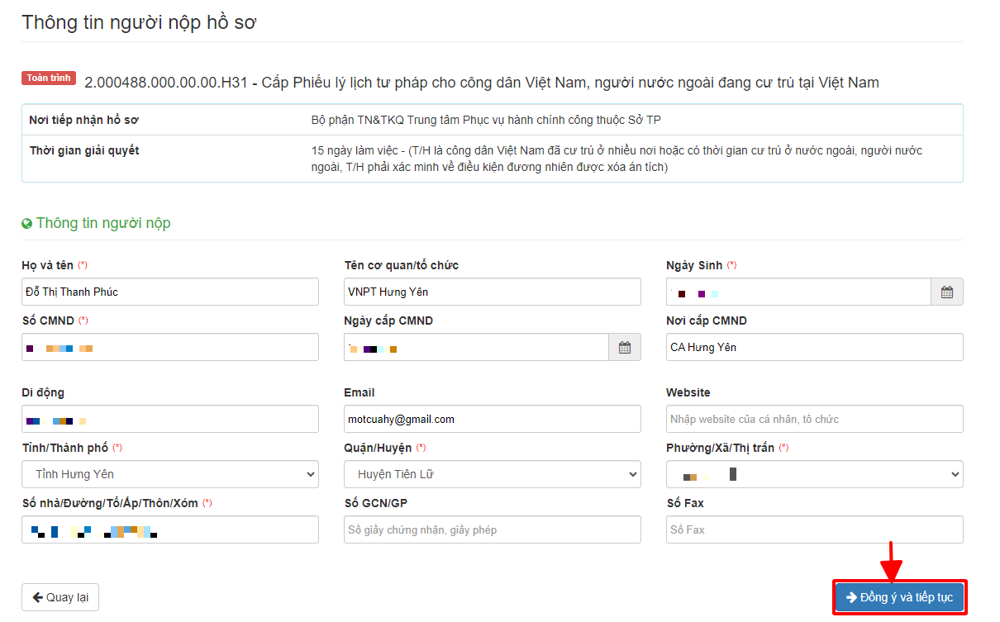 Thông tin người nộp hồ sơ
Toàn trình 2.000488.000.00.00.H31 - Cấp Phiếu lý lịch tư pháp cho công dân Việt Nam, người nước ngoài đang cư trú tại Việt Nam
Nơi tiếp nhận hồ sơ Bộ phận TN&TKQ Trung tâm Phục vụ hành chính công thuộc Sở TP
Thời gian giải quyết 15 ngày làm việc - (T/H là công dân Việt Nam đã cư trú ở nhiều nơi hoặc có thời gian cư trú ở nước ngoài, người nước
ngoài, T/H phải xác minh về điều kiện đương nhiên được xóa án tích)
Thông tin người nộp
Họ và tên (*) Tên cơ quan/tổ chức Ngày Sinh (*)
Đỗ Thị Thanh Phúc VNPT Hưng Yên
Số CMND (*) Ngày cấp CMND Nơi cấp CMND
CA Hưng Yên
Di động Email Website
motcuahy@gmail.com Nhập website của cá nhân, tổ chức
Tỉnh/Thành phố (*) Quận/Huyện (*) Phường/Xã/Thị trấn (*)
Tỉnh Hưng Yên Huyện Tiên Lữ
Số nhà/Đường/Tổ/Ấp/Thôn/Xóm (*) Số GCN/GP Số Fax
Số giấy chứng nhận, giấy phép Số Fax
Quay lại Đồng ý và tiếp tục